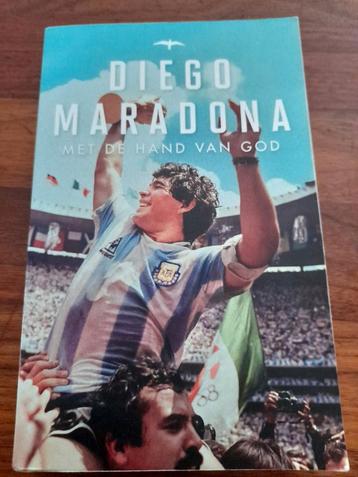 DIEGO
MARADONA
MET DE HAND VAN GOD